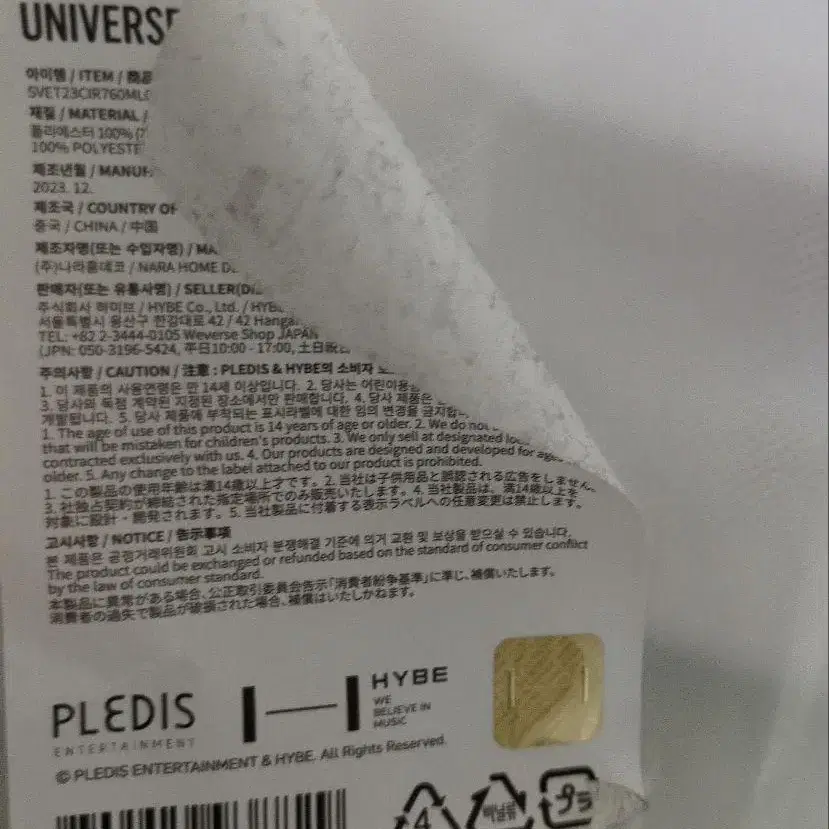 UNIVERSE
아이템 / ITEM / 商品
SVET23CIR760ML
재질 / MATERIAL /
폴리에스터 100%
100% POLYESTE
제조년월 / MANUF
2023. 12.
제조국 / COUNTRY OF
중국 / CHINA / 中国
제조자명(또는 수입자명) / MA
(주)나라홈데코 / NARA HOME D
판매자(또는 유통사명) / SELLER(DI
주식회사 하이브 / HYBE Co., Ltd. / HYBE
서울특별시 용산구 한강대로 42 / 42 Hangan
TEL: +82 2-3444-0105 Weverse Shop JAPAN
(JPN: 050-3196-5424, 平日10:00 - 17:00, 土日祝
주의사항 / CAUTION / 注意 : PLEDIS & HYBE의 소비자
1. 이 제품의 사용연령은 만 14세 이상입니다. 2. 당사는 어린이용
3. 당사와 독점 계약된 지정된 장소에서만 판매합니다. 4. 당사 제품은
개발됩니다. 5. 당사 제품에 부착되는 표시라벨에 대한 임의 변경을 금지합
1. The age of use of this product is 14 years of age or older. 2. We do not
that will be mistaken for children's products. 3. We only sell at designated lo
contracted exclusively with us. 4. Our products are designed and developed for age
older. 5. Any change to the label attached to our product is prohibited.
1. この製品の使用年齢は満14歳以上才です。2. 当社は子供用品と誤認される広告をしません。
3. 当社独占契約が締結された指定場所でのみ販売いたします。4. 当社製品は、満14歳以上を
対象に設計・開発されます。5. 当社製品に付着する表示ラベルへの任意変更は禁止します。
고시사항 / NOTICE / 告示事項
본 제품은 공정거래위원회 고시 소비자 분쟁해결 기준에 의거 교환 및 보상을 받으실 수 있습니다.
The product could be exchanged or refunded based on the standard of consumer conflict
by the law of consumer standard.
本製品に異常がある場合、公正取引委員会告示「消費者紛争基準」に準じ、補償いたします。
消費者の過失で製品が破損された場合、補償はいたしかねます。
PLEDIS
ENTERTAINMENT
HYBE
WE
BELIEVE IN
MUSIC
© PLEDIS ENTERTAINMENT & HYBE. All Rights Reserved.
4
비닐류
プラ